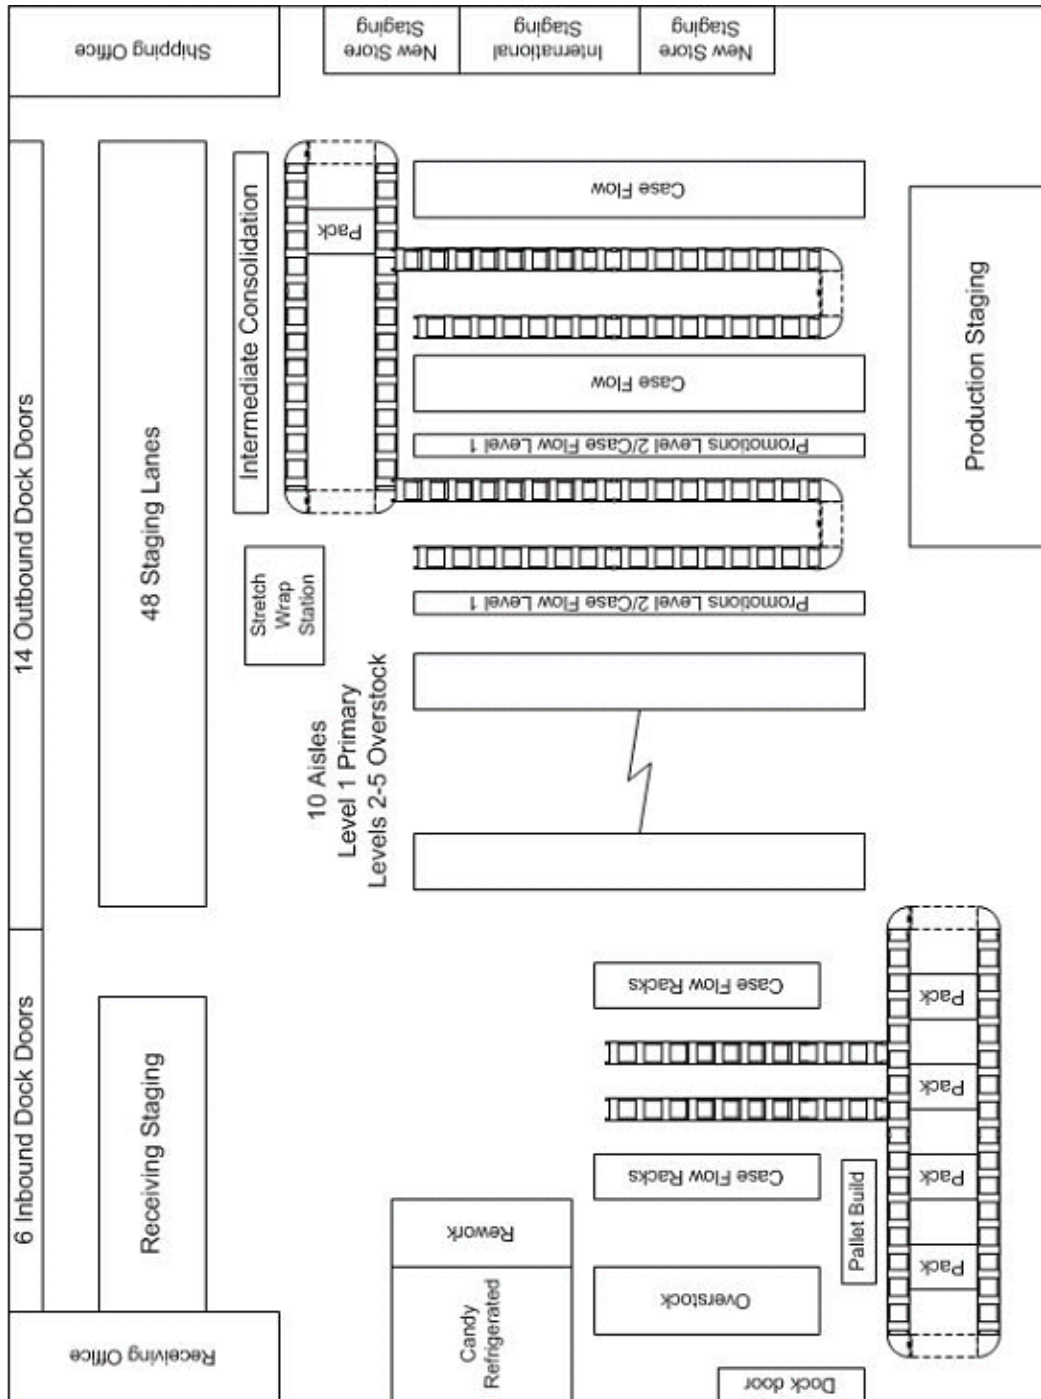 Shipping Office
New Store
Staging
International
Staging
New Store
Staging
14 Outbound Dock Doors
48 Staging Lanes
Intermediate Consolidation
Pack
Case Flow
Case Flow
Promotions Level 2/Case Flow Level 1
Promotions Level 2/Case Flow Level 1
Production Staging
Stretch
Wrap
Station
10 Aisles
Level 1 Primary
Levels 2-5 Overstock
6 Inbound Dock Doors
Receiving Staging
Case Flow Racks
Case Flow Racks
Pack
Pack
Pack
Pack
Pallet Build
Rework
Candy
Refrigerated
Overstock
Receiving Office
Dock door